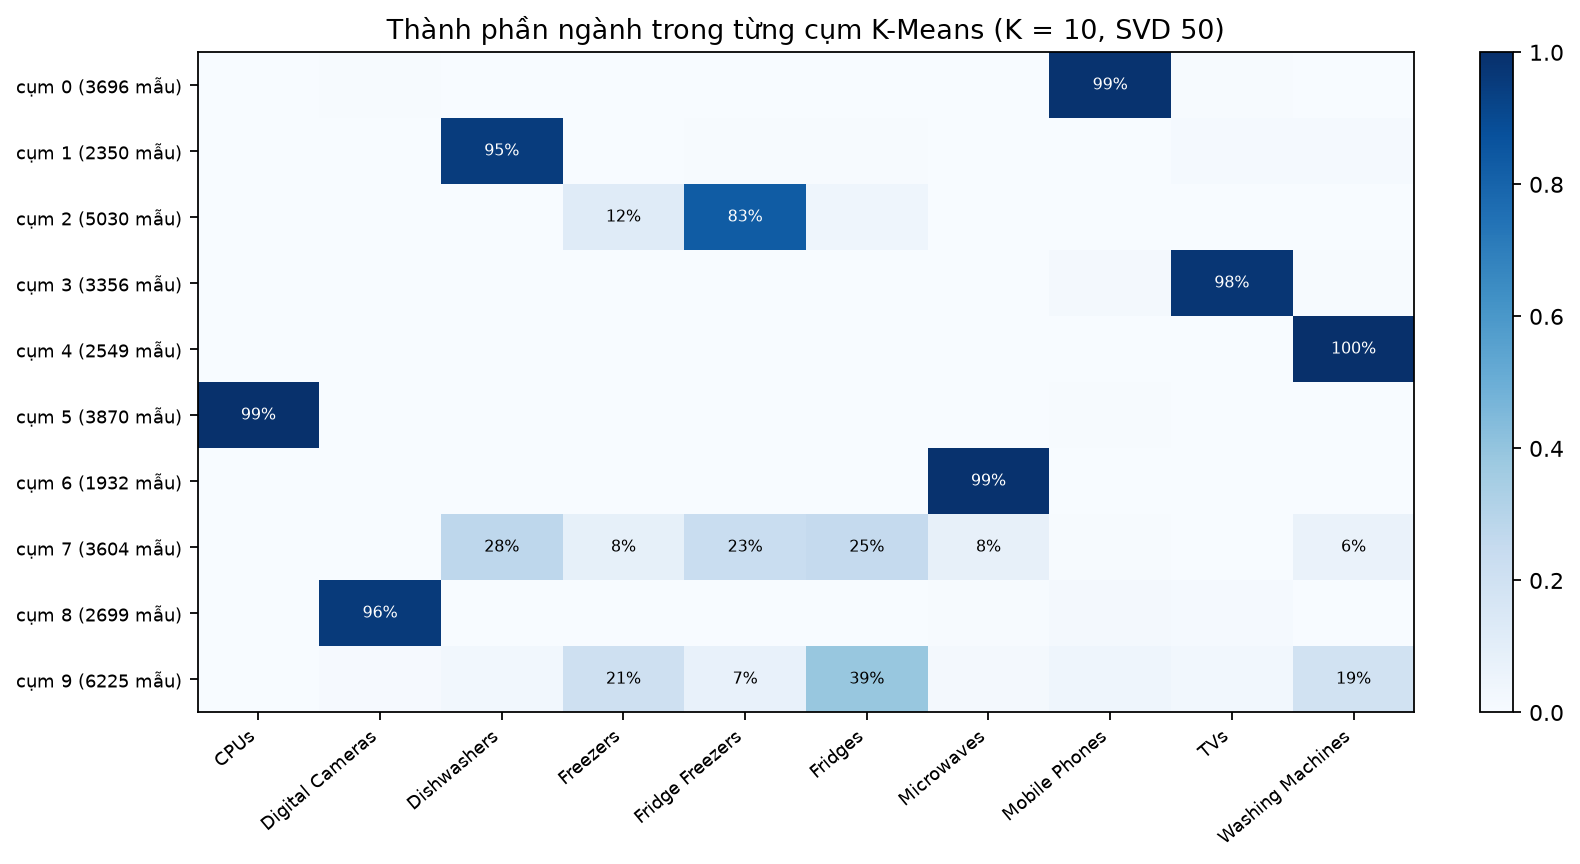 Thành phần ngành trong từng cụm K-Means (K = 10, SVD 50)
cụm 0 (3696 mẫu) 99%
cụm 1 (2350 mẫu) 95%
cụm 2 (5030 mẫu) 12% 83%
cụm 3 (3356 mẫu) 98%
cụm 4 (2549 mẫu) 100%
cụm 5 (3870 mẫu) 99%
cụm 6 (1932 mẫu) 99%
cụm 7 (3604 mẫu) 28% 8% 23% 25% 8% 6%
cụm 8 (2699 mẫu) 96%
cụm 9 (6225 mẫu) 21% 7% 39% 19%
CPUs
Digital Cameras
Dishwashers
Freezers
Fridge Freezers
Fridges
Microwaves
Mobile Phones
TVs
Washing Machines
1.0
0.8
0.6
0.4
0.2
0.0